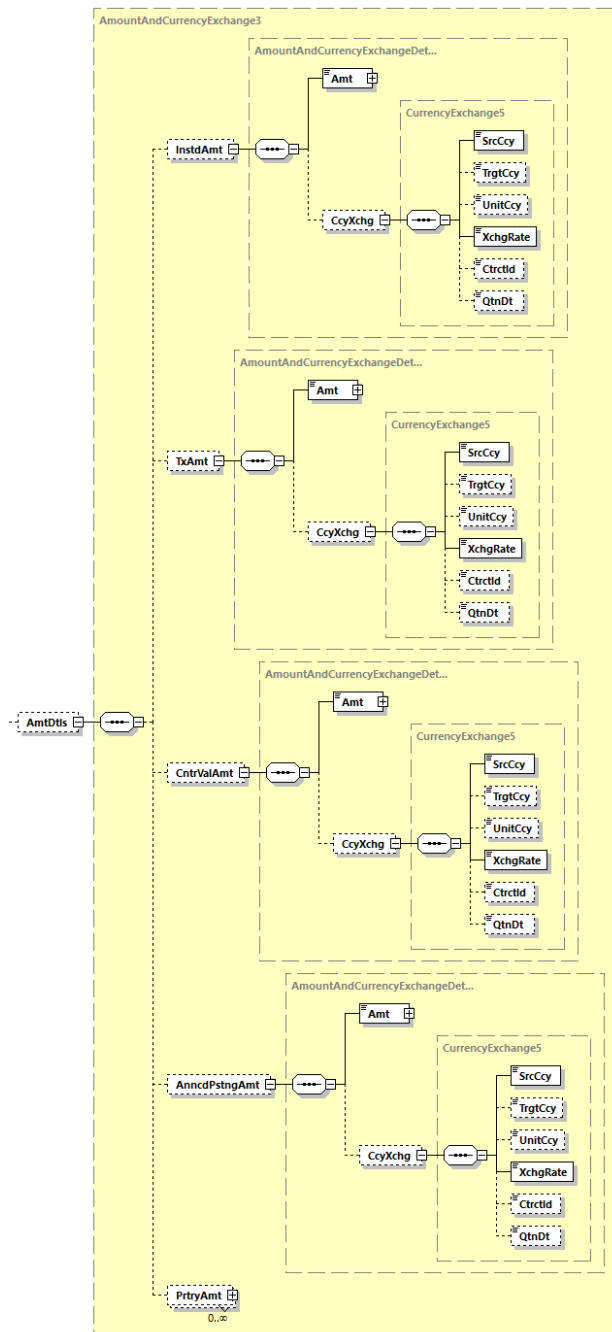 AmountAndCurrencyExchange3
AmountAndCurrencyExchangeDet...
Amt
CurrencyExchange5
SrcCcy
InstdAmt
TrgtCcy
UnitCcy
CcyXchg
XchgRate
CtrctId
QtnDt
AmountAndCurrencyExchangeDet...
Amt
CurrencyExchange5
SrcCcy
TxAmt
TrgtCcy
UnitCcy
CcyXchg
XchgRate
CtrctId
QtnDt
AmountAndCurrencyExchangeDet...
Amt
AmtDtls
CurrencyExchange5
SrcCcy
CntrValAmt
TrgtCcy
UnitCcy
CcyXchg
XchgRate
CtrctId
QtnDt
AmountAndCurrencyExchangeDet...
Amt
CurrencyExchange5
SrcCcy
AnncdPstngAmt
TrgtCcy
UnitCcy
CcyXchg
XchgRate
CtrctId
QtnDt
PrtryAmt
0..∞